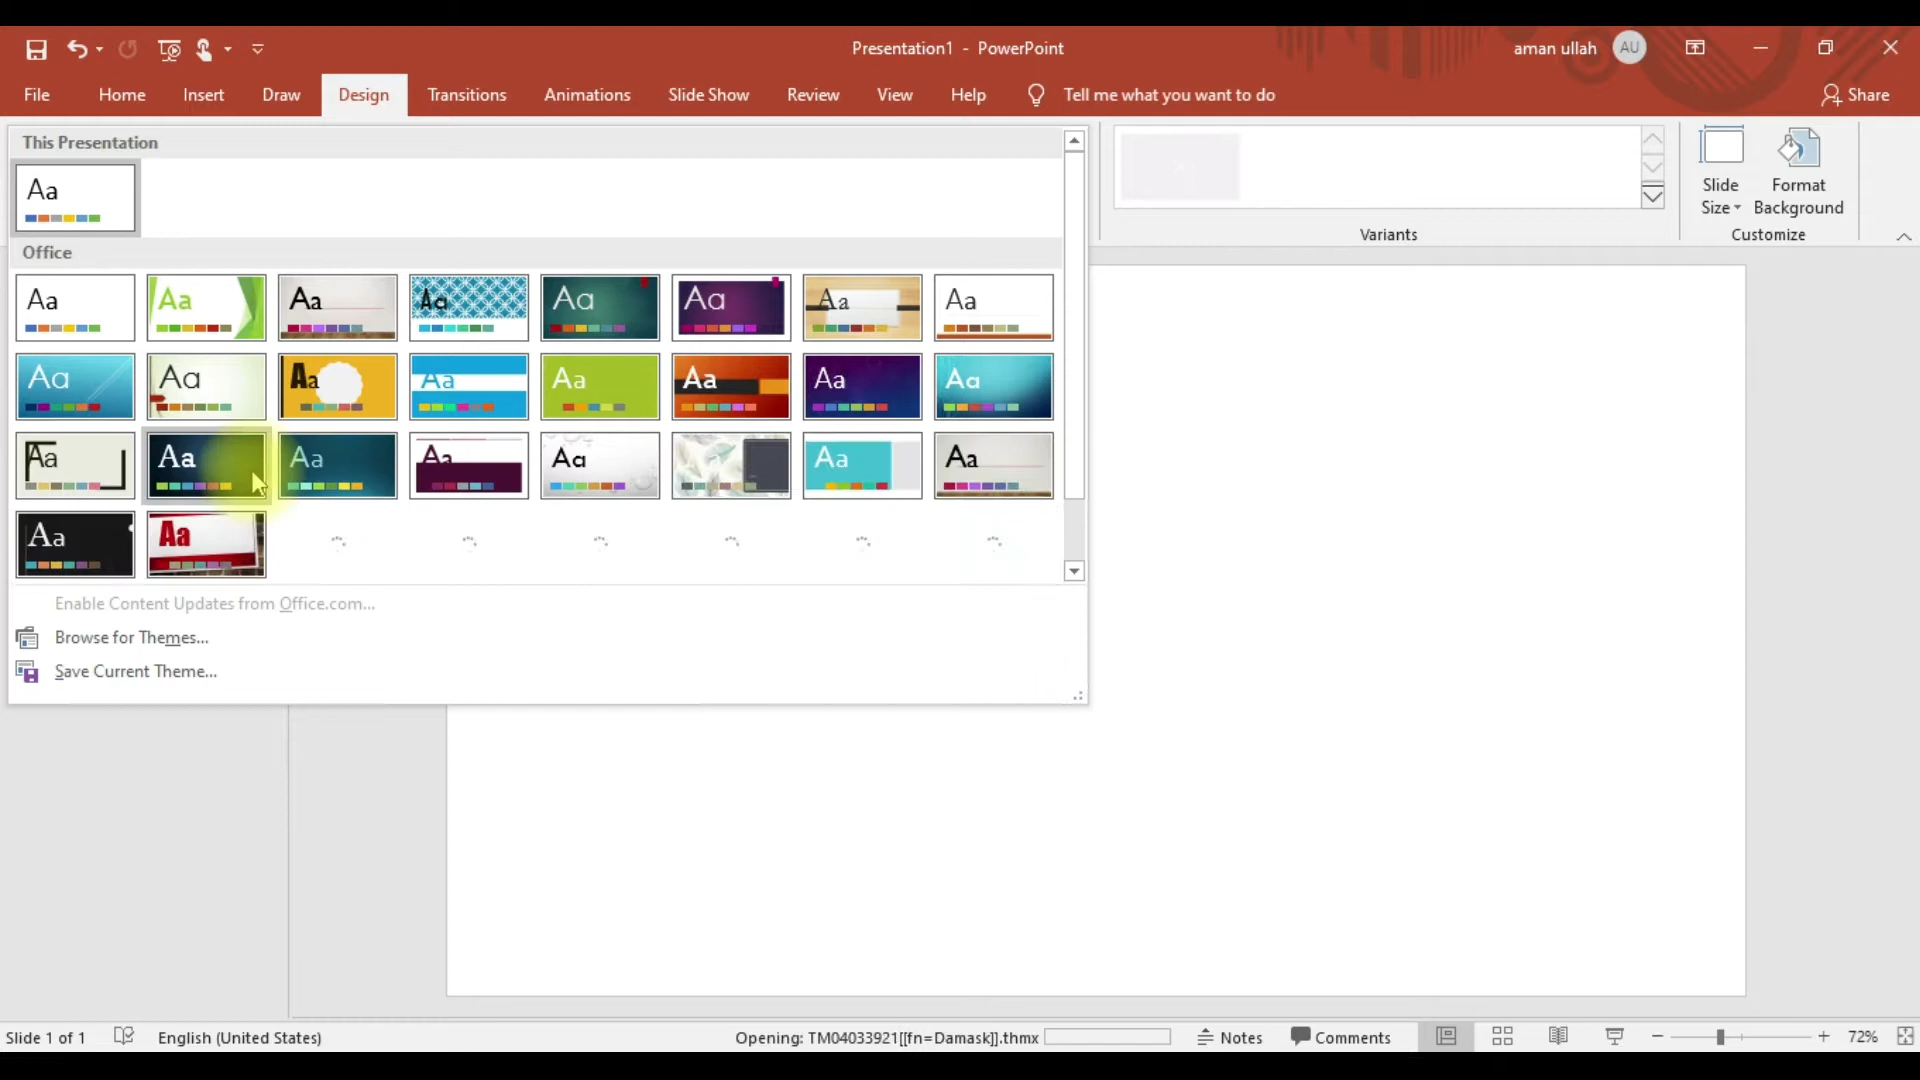 Presentation1 - PowerPoint
aman ullah AU
File Home Insert Draw Design Transitions Animations Slide Show Review View Help Tell me what you want to do Share
This Presentation
Aa
Office
Aa Aa Aa Aa Aa Aa Aa Aa
Aa Aa Aa Aa Aa Aa Aa Aa
Aa Aa Aa Aa Aa Aa Aa
Aa Aa
Enable Content Updates from Office.com...
Browse for Themes...
Save Current Theme...
Variants
Slide Size
Format Background
Customize
Slide 1 of 1 English (United States) Opening: TM04033921[[fn=Damask]].thmx Notes Comments 72%